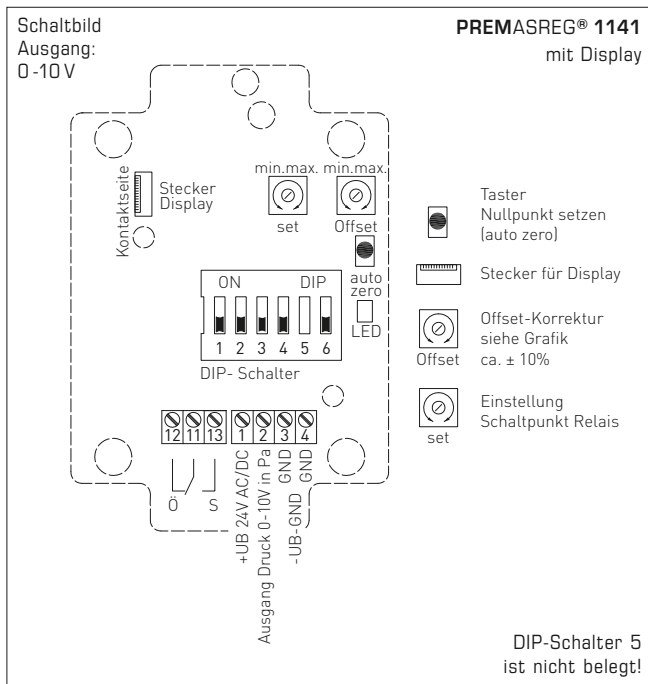 Schaltbild
Ausgang:
0-10 V
PREMASREG® 1141
mit Display
Kontaktseite
Stecker
Display
min.max. min.max.
set
Offset
auto
zero
LED
ON DIP
1 2 3 4 5 6
DIP- Schalter
12 11 13 1 2 3 4
Ö S
+UB 24V AC/DC
Ausgang Druck 0-10V in Pa
GND
GND
-UB-GND
Taster
Nullpunkt setzen
(auto zero)
Stecker für Display
Offset
Offset-Korrektur
siehe Grafik
ca. ± 10%
set
Einstellung
Schaltpunkt Relais
DIP-Schalter 5
ist nicht belegt!